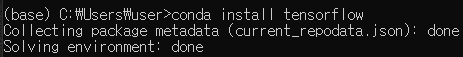 (base) C:₩Users₩user>conda install tensorflow
Collecting package metadata (current_repodata.json): done
Solving environment: done